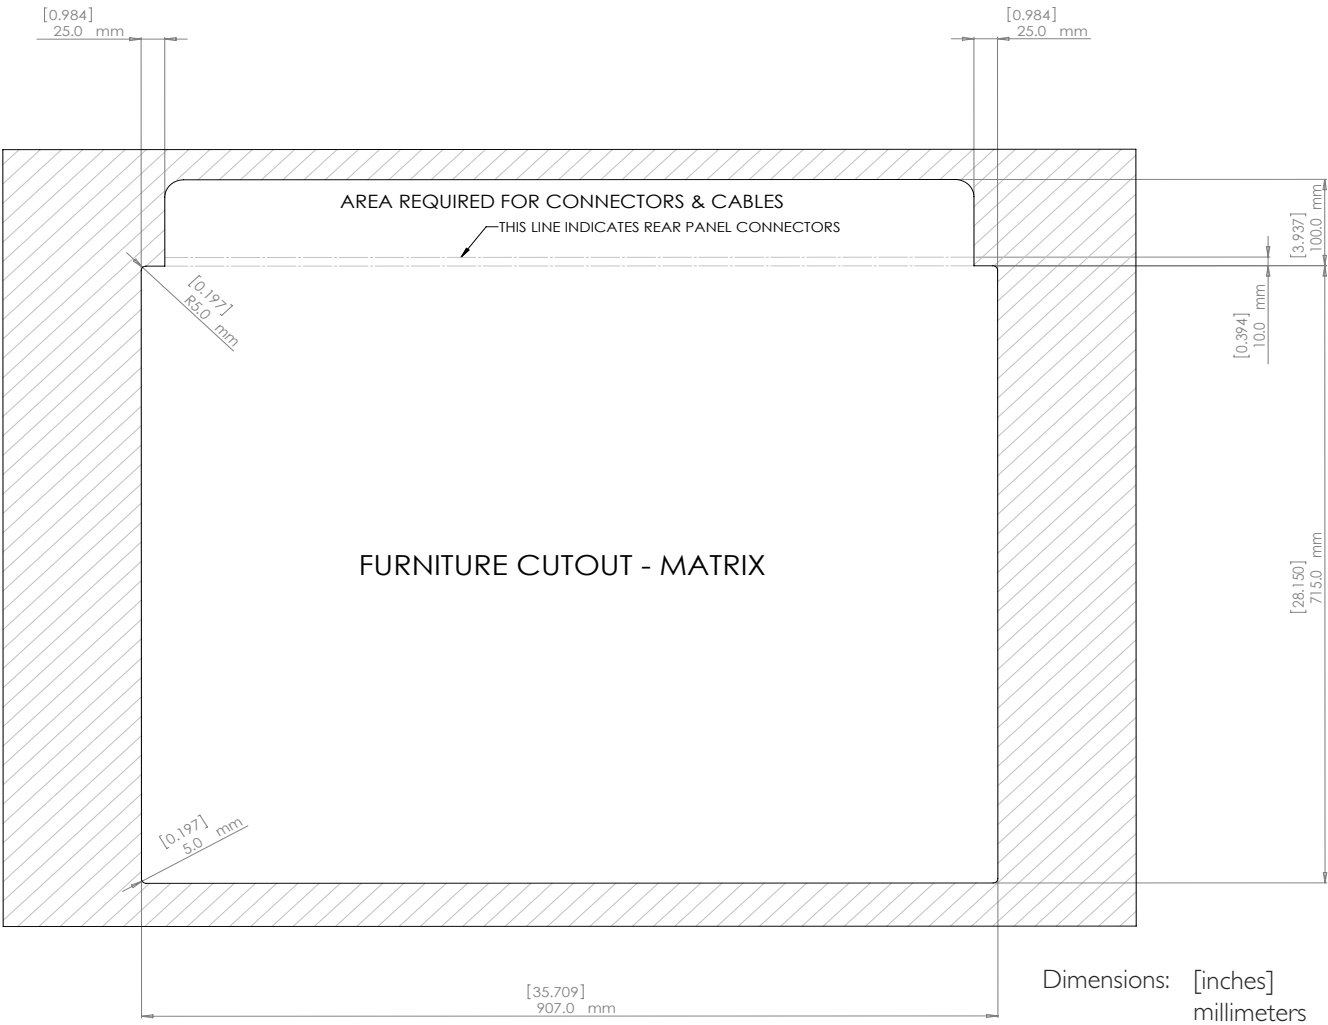 [0.984]
25.0 mm
[0.984]
25.0 mm
AREA REQUIRED FOR CONNECTORS & CABLES
THIS LINE INDICATES REAR PANEL CONNECTORS
[3.937]
100.0 mm
[0.197]
R5.0 mm
[0.394]
10.0 mm
FURNITURE CUTOUT - MATRIX
[28.150]
715.0 mm
[0.197]
5.0 mm
[35.709]
907.0 mm
Dimensions: [inches]
millimeters